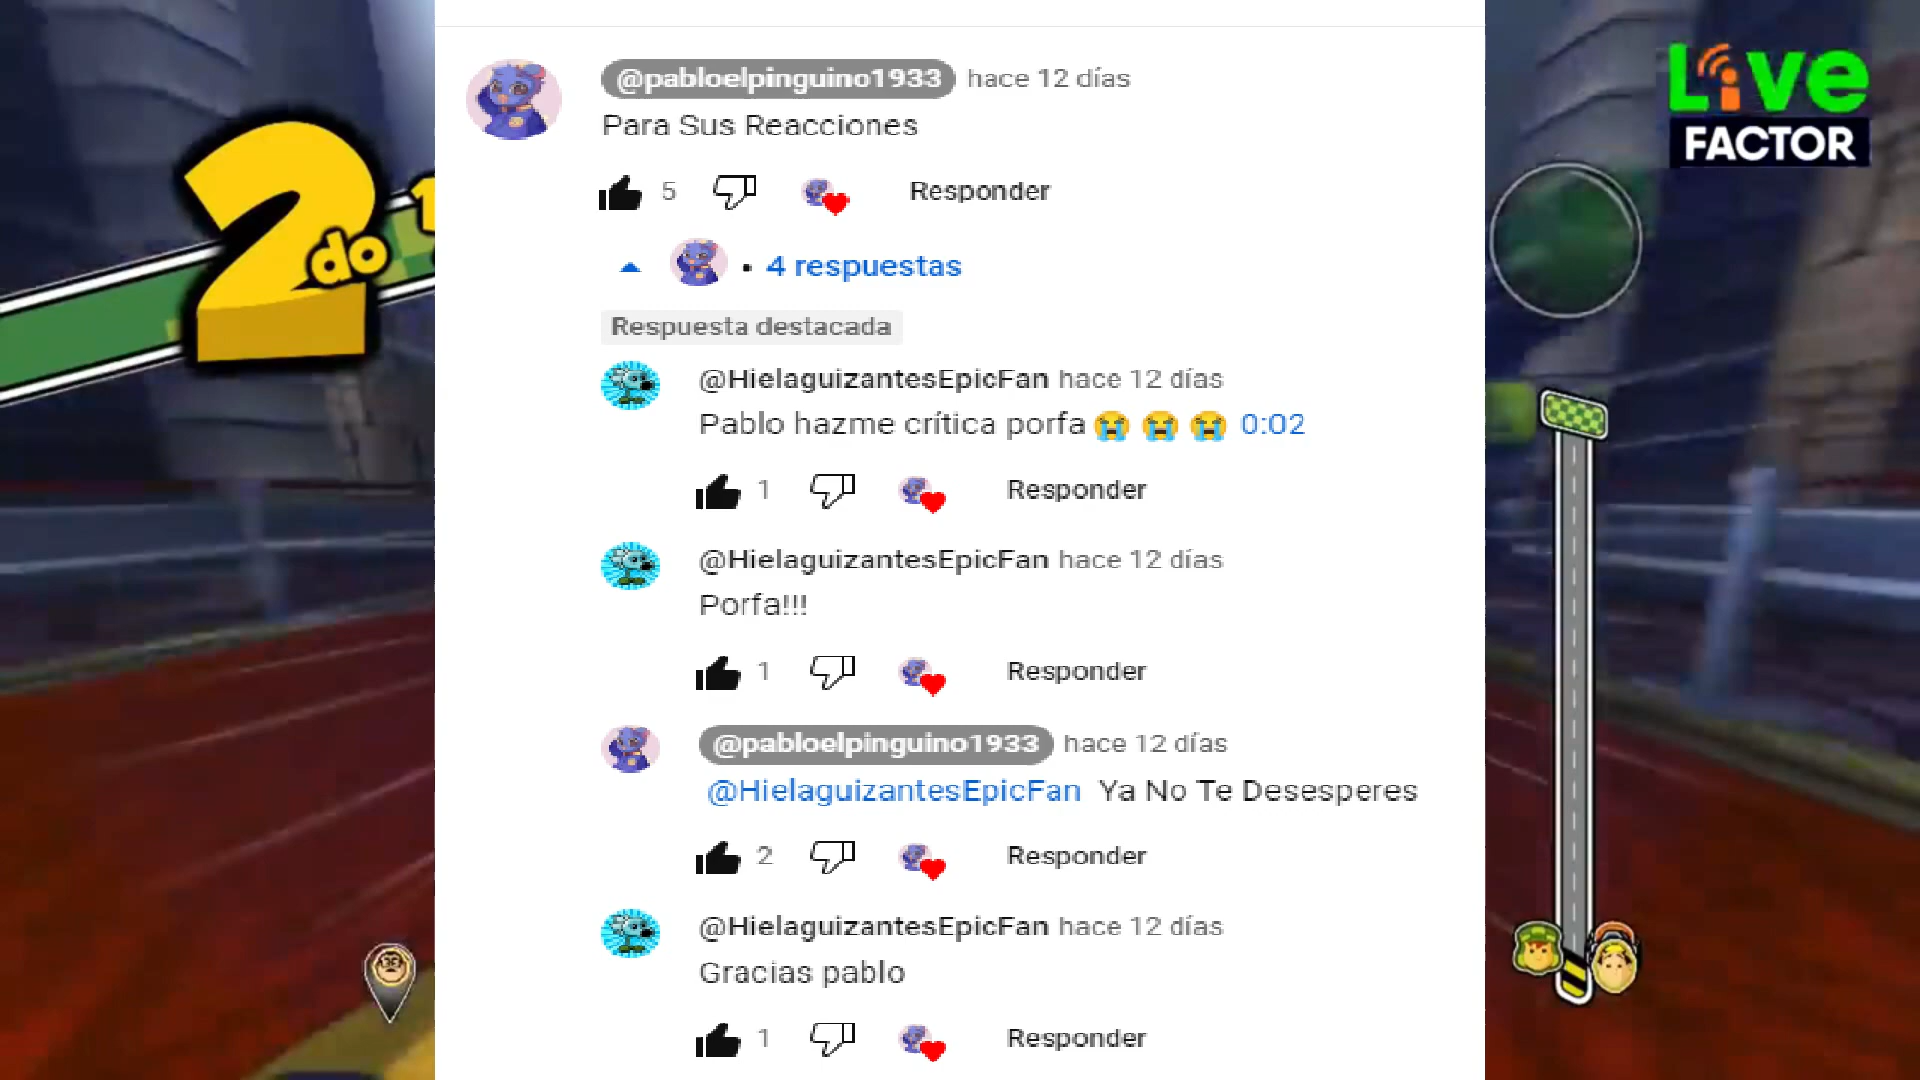 2do
Live
FACTOR
@pabloelpinguino1933 hace 12 días
Para Sus Reacciones
5 Responder
• 4 respuestas
Respuesta destacada
@HielaguizantesEpicFan hace 12 días
Pablo hazme crítica porfa 😭 😭 😭 0:02
1 Responder
@HielaguizantesEpicFan hace 12 días
Porfa!!!
1 Responder
@pabloelpinguino1933 hace 12 días
@HielaguizantesEpicFan Ya No Te Desesperes
2 Responder
@HielaguizantesEpicFan hace 12 días
Gracias pablo
1 Responder